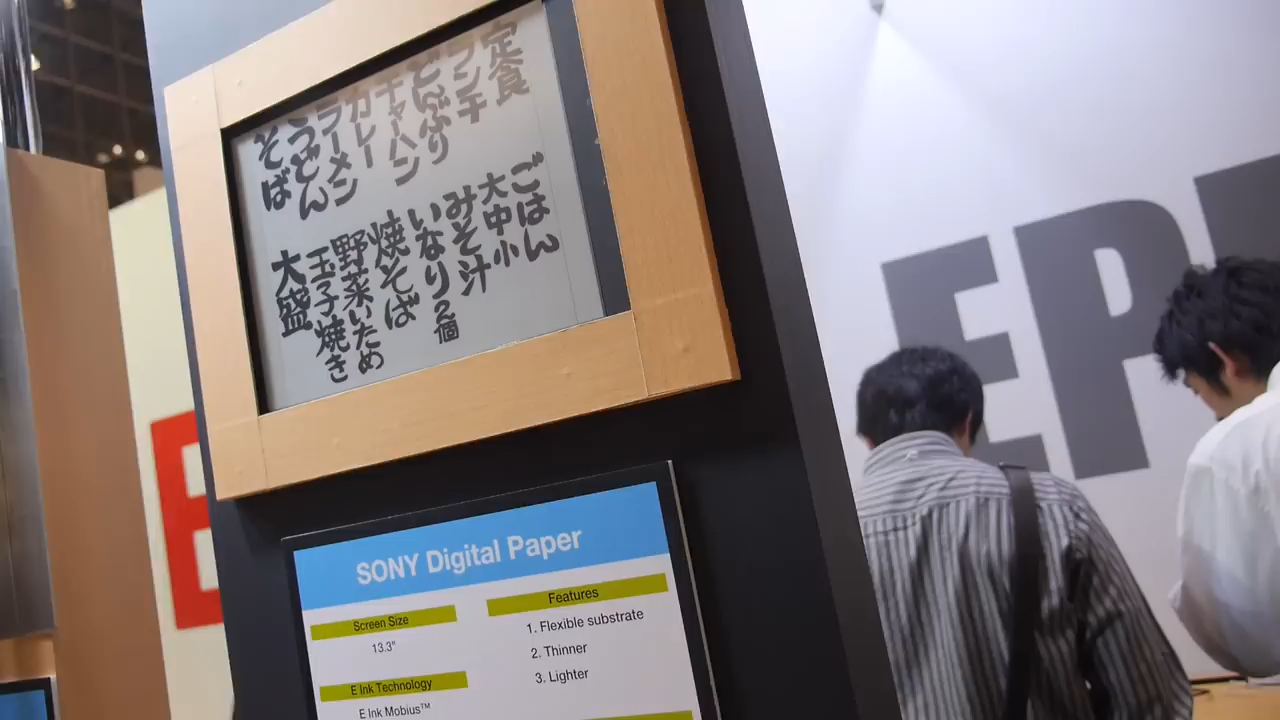 定食
ランチ
どんぶり
チャーハン
カレー
ラーメン
うどん
そば
ごはん
大中小
みそ汁
いなり2個
焼そば
野菜いため
玉子焼き
大盛
SONY Digital Paper
Screen Size
13.3"
E Ink Technology
E Ink Mobius™
Features
1. Flexible substrate
2. Thinner
3. Lighter
E
EP